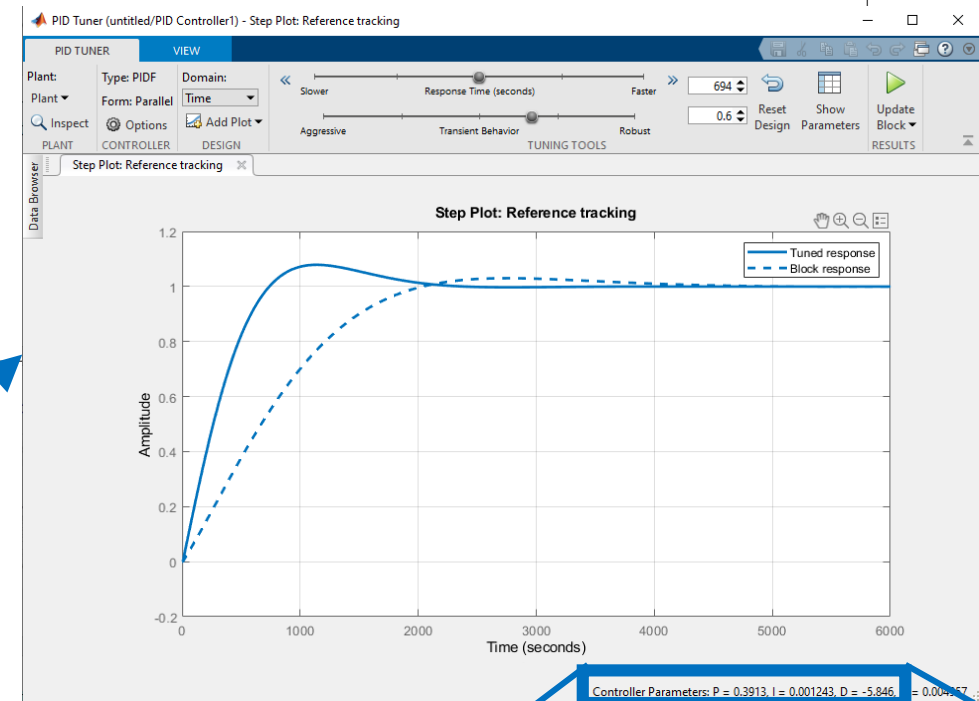 PID Tuner (untitled/PID Controller1) - Step Plot: Reference tracking
PID TUNER VIEW
Plant: Type: PIDF Domain:
Plant Form: Parallel Time
Inspect Options Add Plot
PLANT CONTROLLER DESIGN
Slower Response Time (seconds) Faster 694
Aggressive Transient Behavior Robust 0.6
TUNING TOOLS
Reset Design
Show Parameters
Update Block
RESULTS
Data Browser
Step Plot: Reference tracking
Step Plot: Reference tracking
Tuned response
Block response
Amplitude
1.2
1
0.8
0.6
0.4
0.2
0
-0.2
0 1000 2000 3000 4000 5000 6000
Time (seconds)
Controller Parameters: P = 0.3913, I = 0.001243, D = -5.846, =